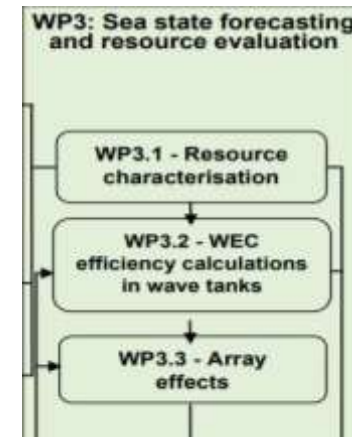 WP3: Sea state forecasting
and resource evaluation
WP3.1 - Resource
characterisation
WP3.2 - WEC
efficiency calculations
in wave tanks
WP3.3 - Array
effects